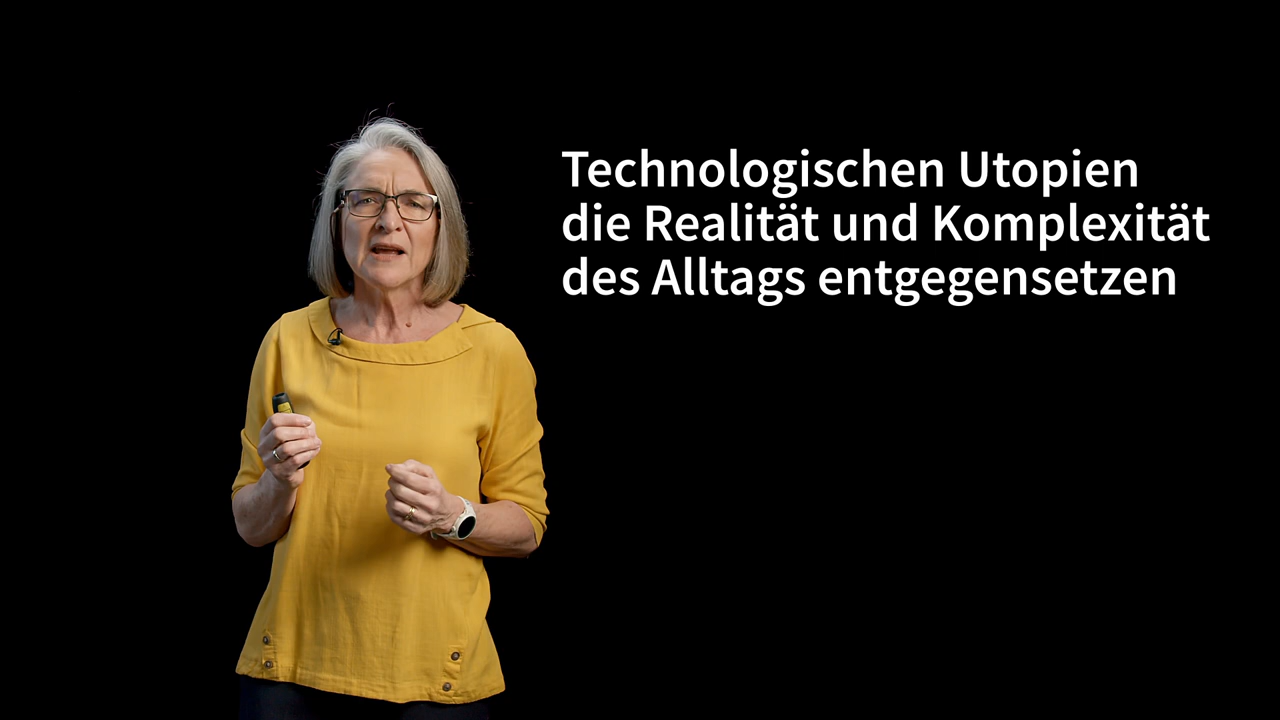 Technologischen Utopien
die Realität und Komplexität
des Alltags entgegensetzen